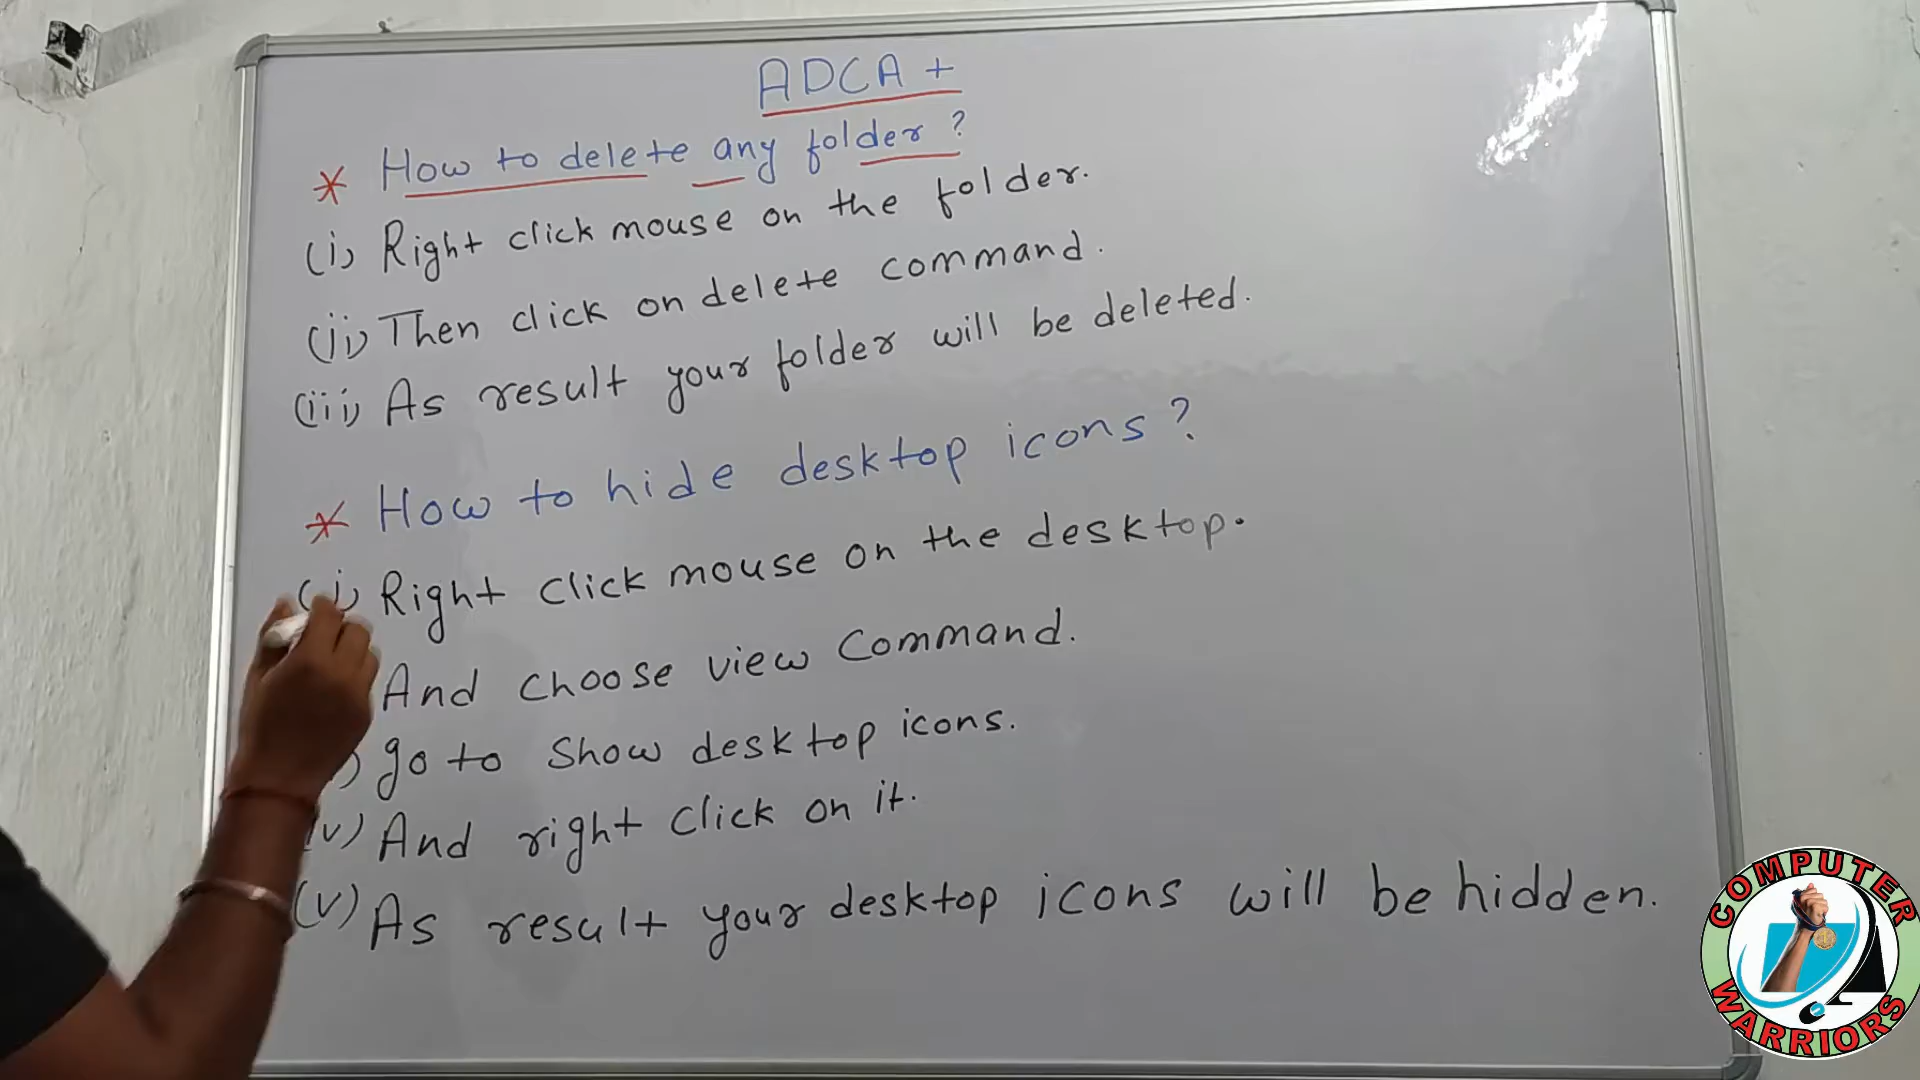 ADCA +
* How to delete any folder ?
(i) Right click mouse on the folder.
(ii) Then click on delete command.
(iii) As result your folder will be deleted.
* How to hide desktop icons ?
(i) Right click mouse on the desktop.
And choose view Command.
) go to Show desktop icons.
(iv) And right click on it.
(v) As result your desktop icons will be hidden.
COMPUTER
WARRIORS